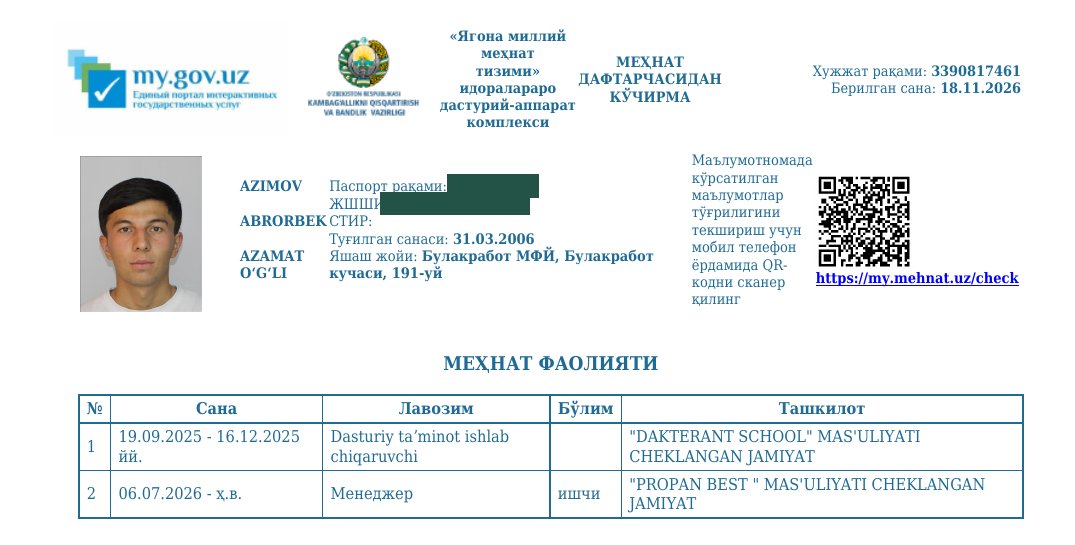 my.gov.uz
Единый портал интерактивных
государственных услуг
O'ZBEKISTON RESPUBLIKASI
KAMBAG'ALLIKNI QISQARTIRISH
VA BANDLIK VAZIRLIGI
«Ягона миллий
меҳнат
тизими»
идоралараро
дастурий-аппарат
комплекси
МЕҲНАТ
ДАФТАРЧАСИДАН
КЎЧИРМА
Хужжат рақами: 3390817461
Берилган сана: 18.11.2026
AZIMOV
ABRORBEK
AZAMAT
O‘G‘LI
Паспорт рақами:
ЖШШИ
СТИР:
Туғилган санаси: 31.03.2006
Яшаш жойи: Булакработ МФЙ, Булакработ
кучаси, 191-уй
Маълумотномада
кўрсатилган
маълумотлар
тўғрилигини
текшириш учун
мобил телефон
ёрдамида QR-
кодни сканер
қилинг
https://my.mehnat.uz/check
МЕҲНАТ ФАОЛИЯТИ
№ Сана Лавозим Бўлим Ташкилот
1 19.09.2025 - 16.12.2025 йй. Dasturiy ta’minot ishlab chiqaruvchi "DAKTERANT SCHOOL" MAS'ULIYATI CHEKLANGAN JAMIYAT
2 06.07.2026 - ҳ.в. Менеджер ишчи "PROPAN BEST " MAS'ULIYATI CHEKLANGAN JAMIYAT